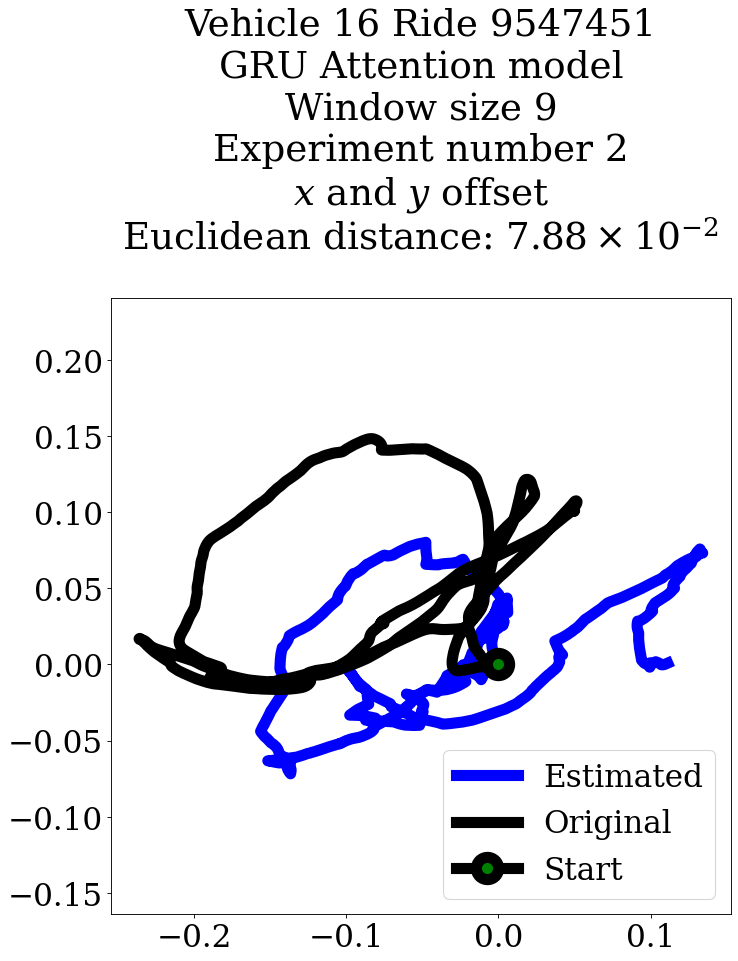 Vehicle 16 Ride 9547451
GRU Attention model
Window size 9
Experiment number 2
x and y offset
Euclidean distance: 7.88 × 10⁻²
0.20
0.15
0.10
0.05
0.00
−0.05
−0.10
−0.15
Estimated
Original
Start
−0.2 −0.1 0.0 0.1